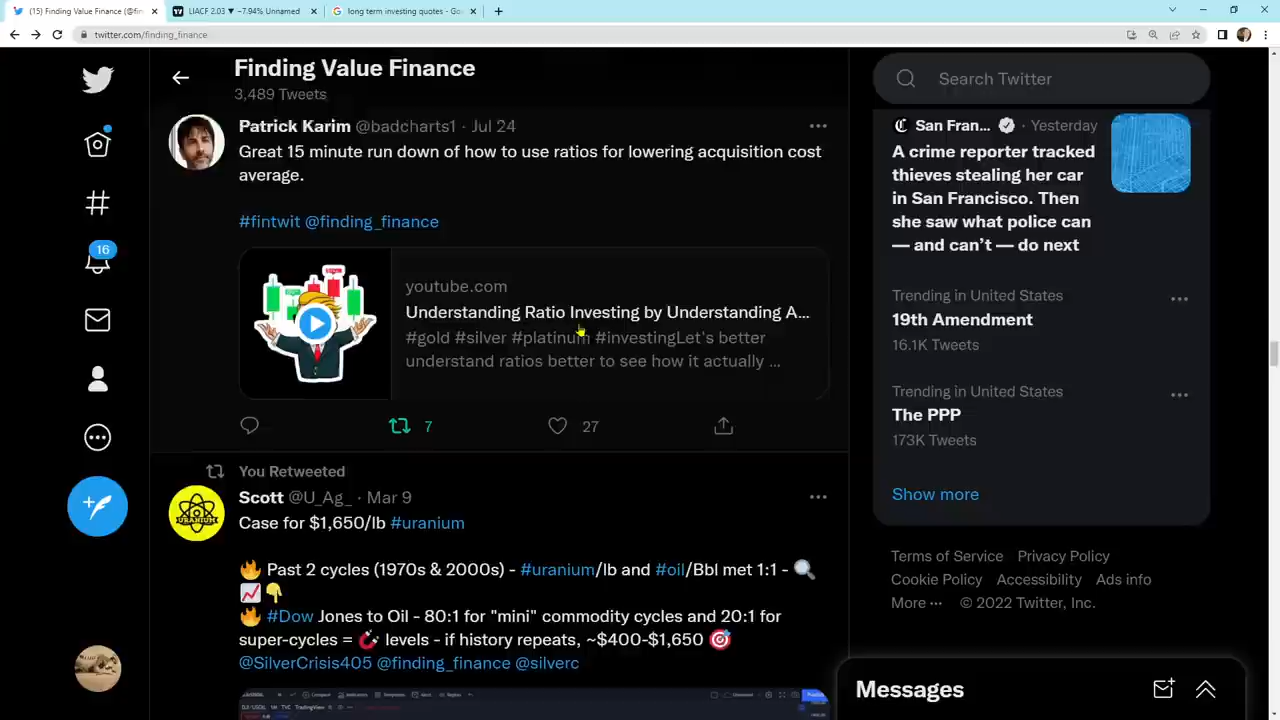 (15) Finding Value Finance (@fin
LIACF 2.03 ▼ −7.94% Unnamed
long term investing quotes - Go
twitter.com/finding_finance
Finding Value Finance
3,489 Tweets
Search Twitter
Patrick Karim @badcharts1 · Jul 24
Great 15 minute run down of how to use ratios for lowering acquisition cost
average.
#fintwit @finding_finance
youtube.com
Understanding Ratio Investing by Understanding A...
#gold #silver #platinum #investingLet's better
understand ratios better to see how it actually ...
7
27
You Retweeted
Scott @U_Ag_ · Mar 9
Case for $1,650/lb #uranium
URANIUM
🔥 Past 2 cycles (1970s & 2000s) - #uranium/lb and #oil/Bbl met 1:1 - 🔍
📈👇
🔥 #Dow Jones to Oil - 80:1 for "mini" commodity cycles and 20:1 for
super-cycles = 🧲 levels - if history repeats, ~$400-$1,650 🎯
@SilverCrisis405 @finding_finance @silverc
16
San Fran... · Yesterday
A crime reporter tracked
thieves stealing her car
in San Francisco. Then
she saw what police can
— and can’t — do next
Trending in United States
19th Amendment
16.1K Tweets
Trending in United States
The PPP
173K Tweets
Show more
Terms of Service Privacy Policy
Cookie Policy Accessibility Ads info
More ··· © 2022 Twitter, Inc.
Messages